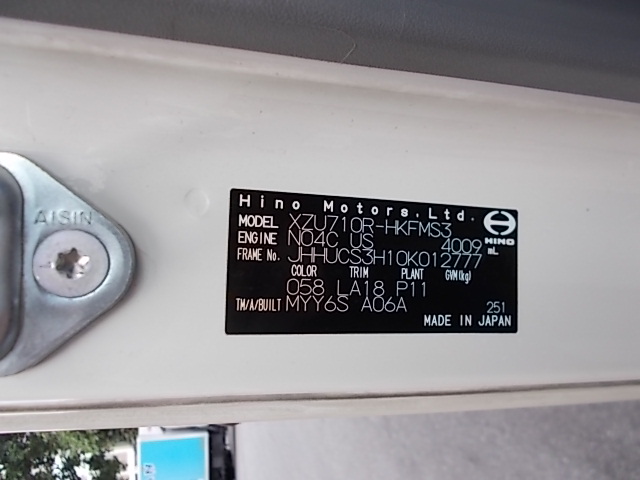 AISIN
Hino Motors,Ltd.
HINO
MODEL XZU710R-HKFMS3
ENGINE N04C US 4009 mL
FRAME No. JHHUCS3H10K012777
COLOR TRIM PLANT GVM(kg)
058 LA18 P11
TM/A/BUILT MYY6S A06A 251
MADE IN JAPAN